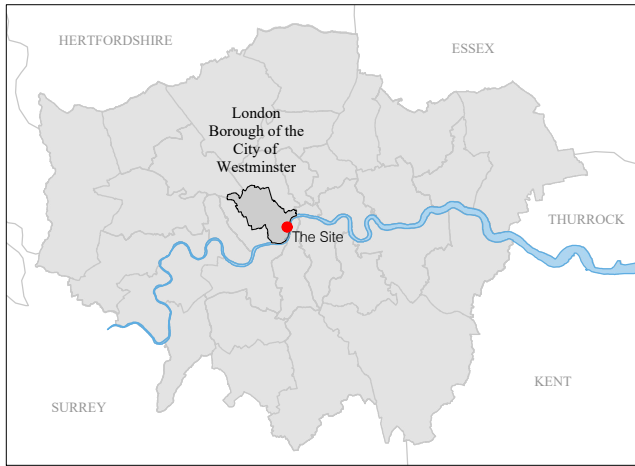 HERTFORDSHIRE
ESSEX
London
Borough of the
City of
Westminster
THURROCK
The Site
KENT
SURREY